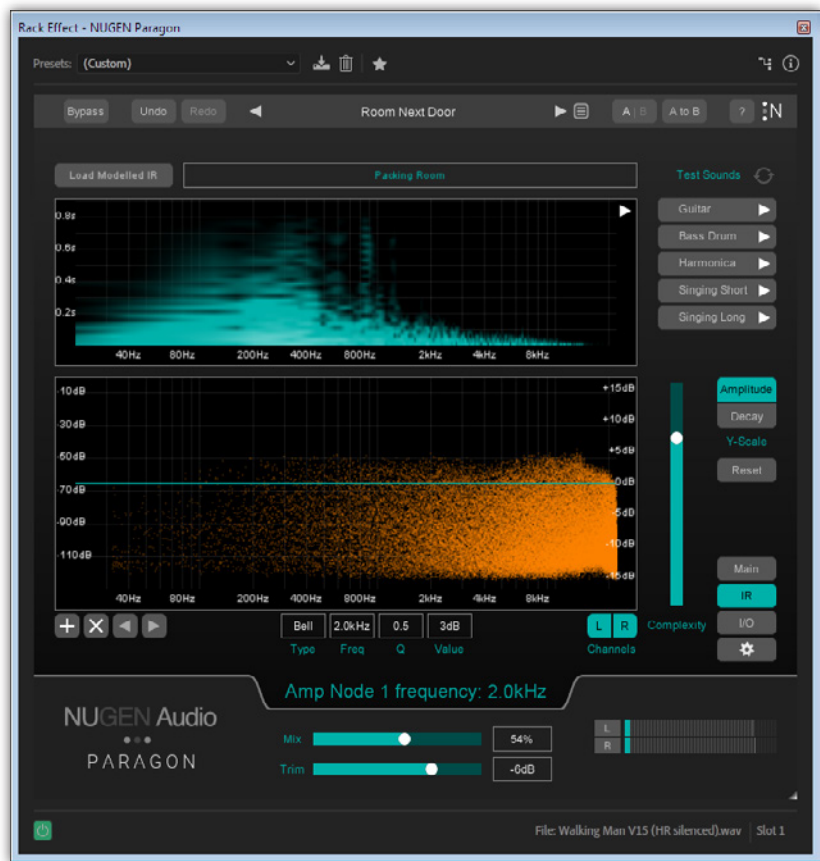 Rack Effect - NUGEN Paragon
Presets: (Custom)
Bypass Undo Redo Room Next Door A | B A to B ? N
Load Modelled IR Packing Room Test Sounds
Guitar
Bass Drum
Harmonica
Singing Short
Singing Long
0.8s
0.6s
0.4s
0.2s
40Hz 80Hz 200Hz 400Hz 800Hz 2kHz 4kHz 8kHz
-10dB +15dB
-30dB +10dB
-50dB +5dB
-70dB 0dB
-90dB -5dB
-110dB -10dB
-15dB
40Hz 80Hz 200Hz 400Hz 800Hz 2kHz 4kHz 8kHz
Amplitude
Decay
Y-Scale
Reset
Main
IR
I/O
Bell 2.0kHz 0.5 3dB L R Complexity
Type Freq Q Value Channels
Amp Node 1 frequency: 2.0kHz
NUGEN Audio
PARAGON
Mix 54%
Trim -6dB
L
R
File: Walking Man V15 (HR silenced).wav Slot 1